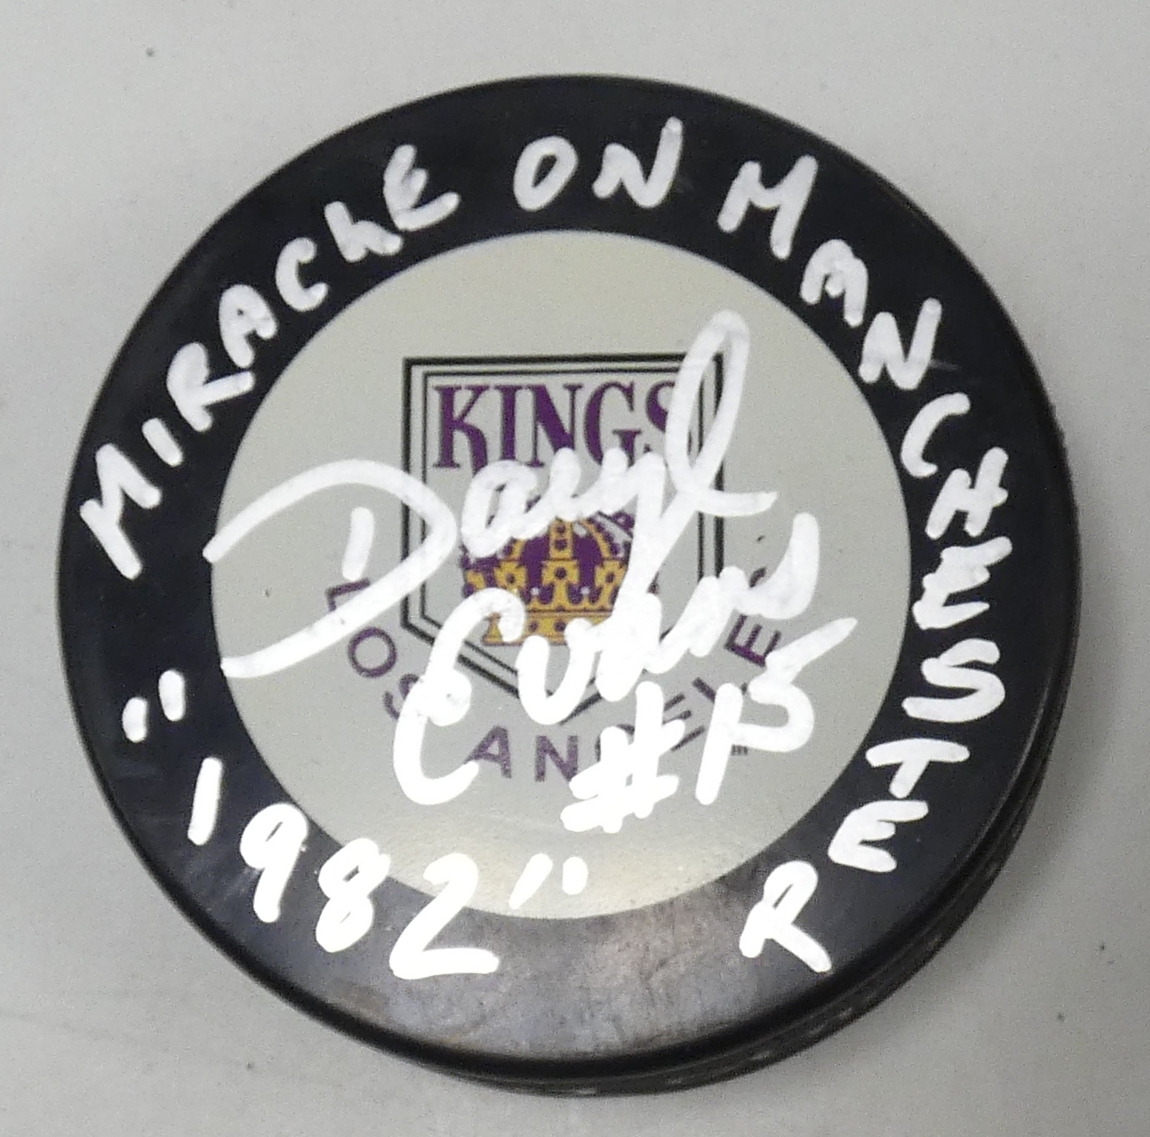 MIRACLE ON MANCHESTER
"1982"
KINGS
LOS ANGELES
Daryl
Evans
#15